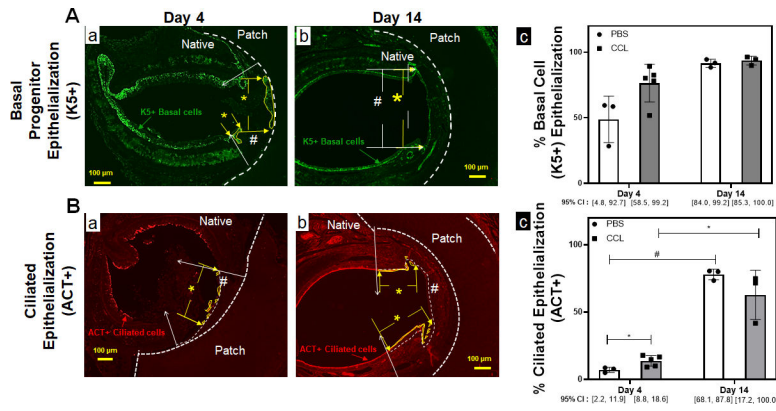 A
Day 4
Day 14
Basal
Progenitor
Epithelialization
(K5+)
a
Native
Patch
*
*
#
K5+ Basal cells
100 µm
b
Patch
Native
#
*
K5+ Basal cells
100 µm
c
PBS
CCL
% Basal Cell
(K5+) Epithelialization
100
50
0
Day 4
Day 14
95% CI : [4.8, 92.7] [58.5, 99.2] [84.0, 99.2] [85.3, 100.0]
B
Ciliated
Epithelialization
(ACT+)
a
Native
*
#
ACT+ Ciliated cells
Patch
100 µm
b
Native
Patch
*
#
*
ACT+ Ciliated cells
100 µm
c
PBS
CCL
% Ciliated Epithelialization
(ACT+)
100
50
0
*
#
*
Day 4
Day 14
95% CI : [2.2, 11.9] [8.8, 18.6] [68.1, 87.8] [17.2, 100.0